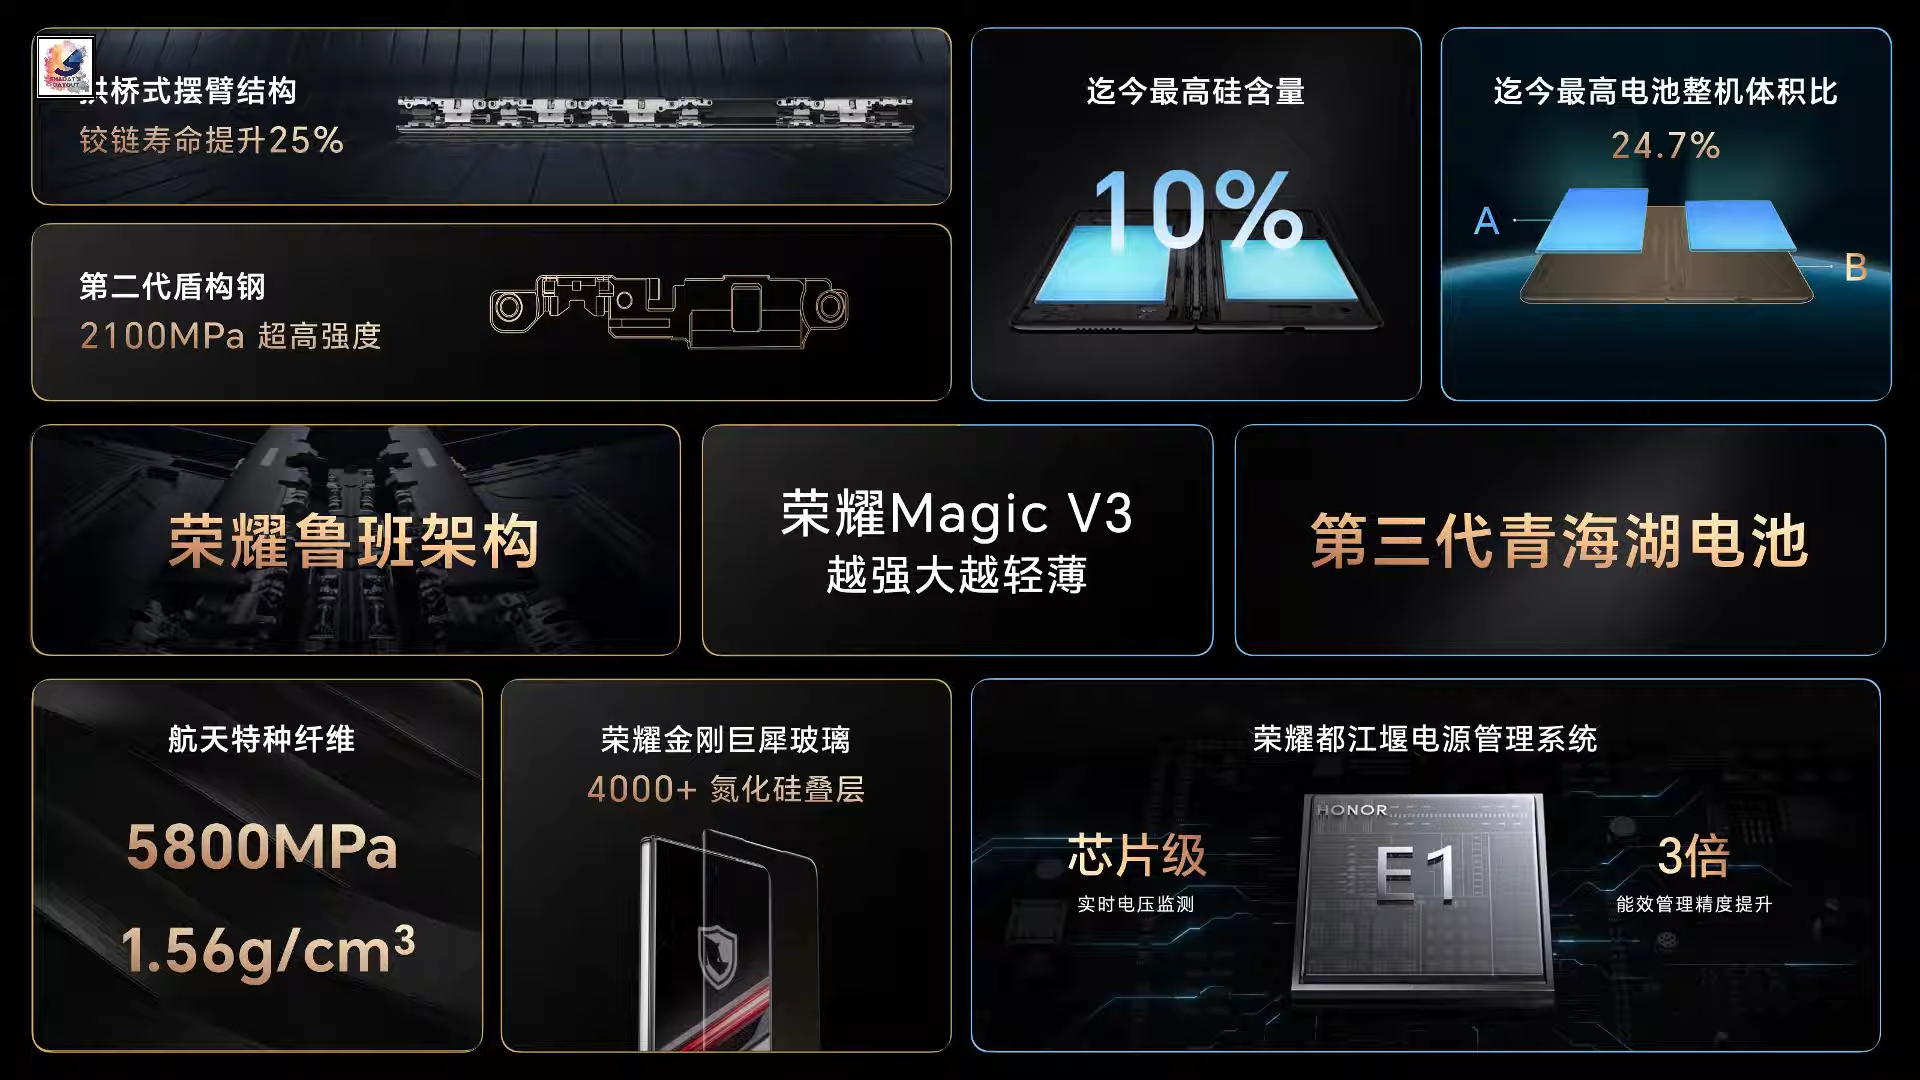 拱桥式摆臂结构
铰链寿命提升25%
第二代盾构钢
2100MPa 超高强度
迄今最高硅含量
10%
迄今最高电池整机体积比
24.7%
A
B
荣耀鲁班架构
荣耀Magic V3
越强大越轻薄
第三代青海湖电池
航天特种纤维
5800MPa
1.56g/cm³
荣耀金刚巨犀玻璃
4000+ 氮化硅叠层
荣耀都江堰电源管理系统
芯片级
实时电压监测
HONOR
E1
3倍
能效管理精度提升